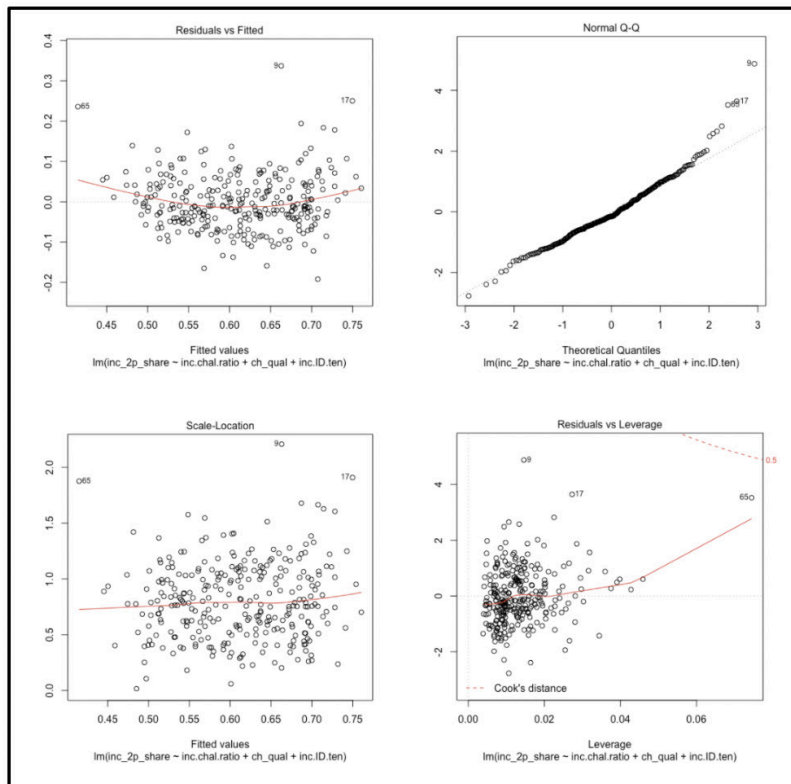 Residuals vs Fitted
0.4
0.3
0.2
0.1
0.0
-0.1
-0.2
9
17
65
0.45 0.50 0.55 0.60 0.65 0.70 0.75
Fitted values
lm(inc_2p_share ~ inc.chal.ratio + ch_qual + inc.ID.ten)
Normal Q-Q
4
2
0
-2
9
17
-3 -2 -1 0 1 2 3
Theoretical Quantiles
lm(inc_2p_share ~ inc.chal.ratio + ch_qual + inc.ID.ten)
Scale-Location
2.0
1.5
1.0
0.5
0.0
9
17
65
0.45 0.50 0.55 0.60 0.65 0.70 0.75
Fitted values
lm(inc_2p_share ~ inc.chal.ratio + ch_qual + inc.ID.ten)
Residuals vs Leverage
4
2
0
-2
9
17
65
0.5
Cook's distance
0.00 0.02 0.04 0.06
Leverage
lm(inc_2p_share ~ inc.chal.ratio + ch_qual + inc.ID.ten)